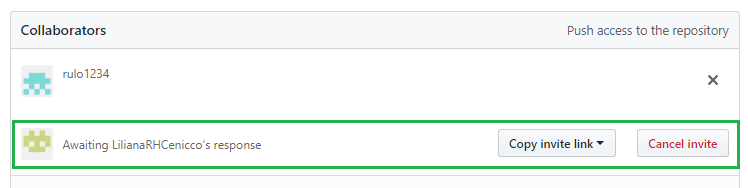 Collaborators Push access to the repository
rulo1234
Awaiting LilianaRHCenicco's response Copy invite link Cancel invite